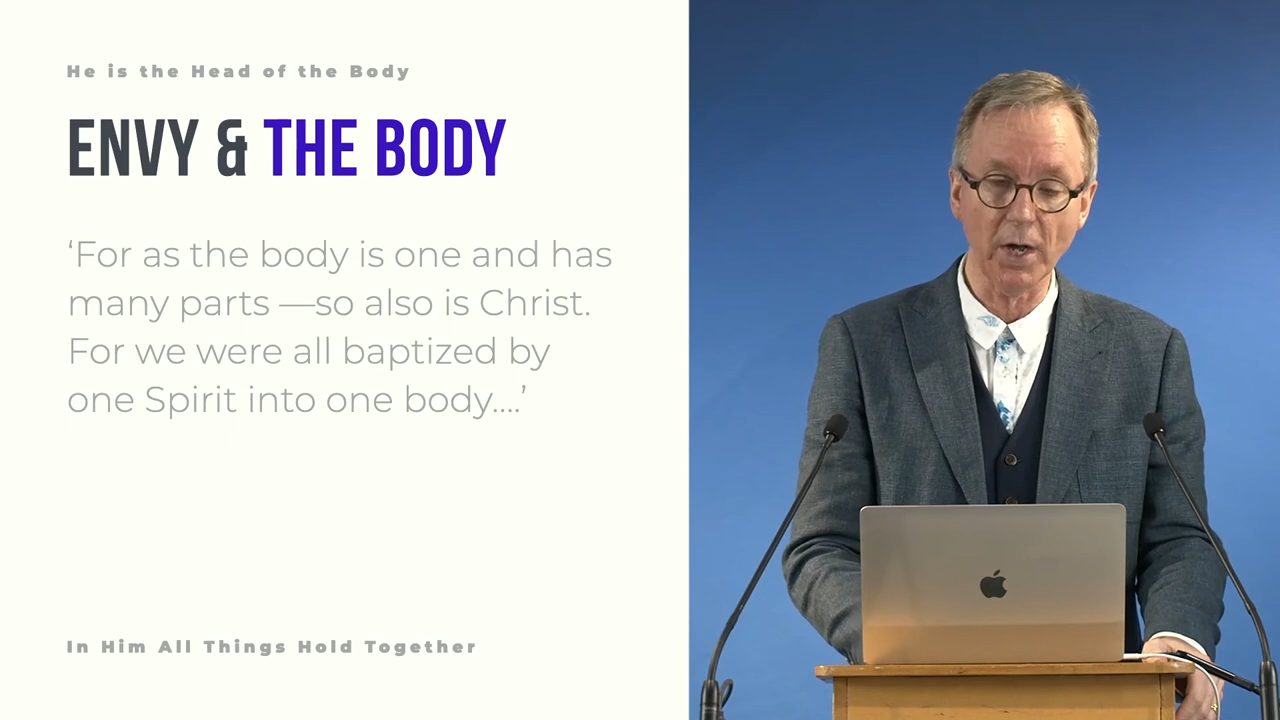 He is the Head of the Body
ENVY & THE BODY
‘For as the body is one and has
many parts —so also is Christ.
For we were all baptized by
one Spirit into one body....’
In Him All Things Hold Together